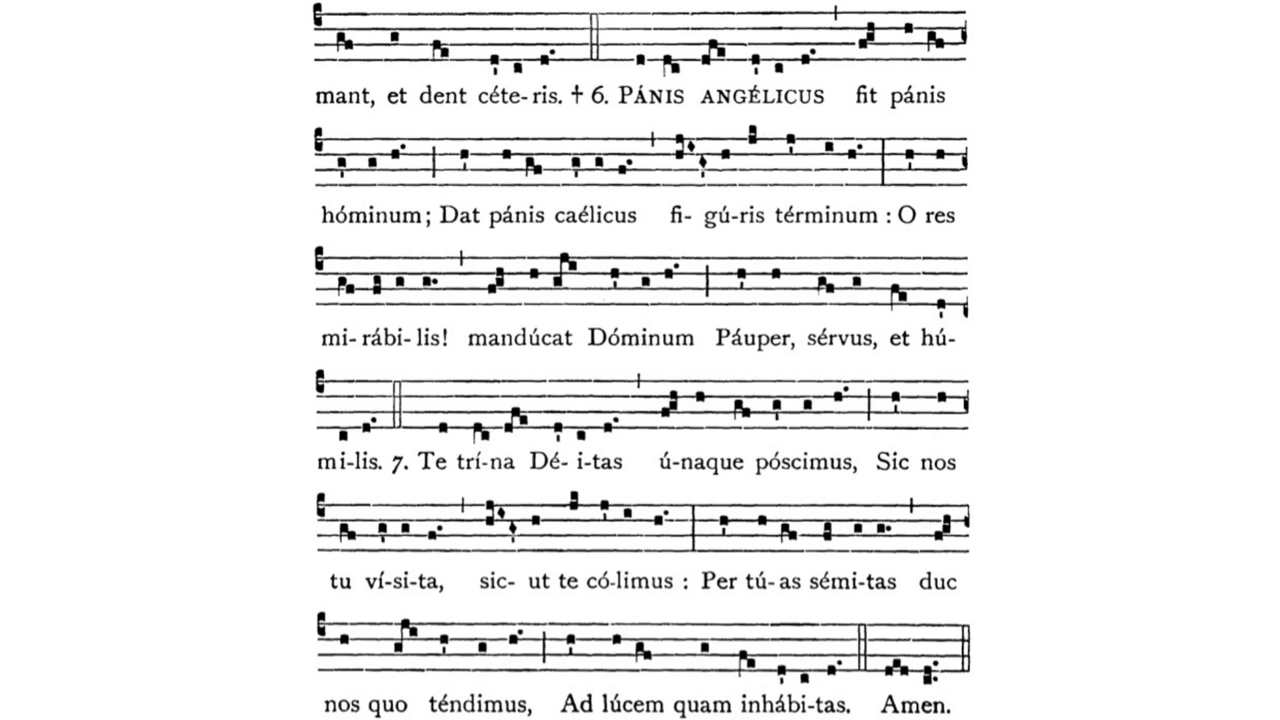 mant, et dent céte-ris. † 6. PÁNIS ANGÉLICUS fit pánis
hóminum; Dat pánis caélicus fi- gú-ris términum : O res
mi-rábi-lis! mandúcat Dóminum Páuper, sérvus, et hú-
mi-lis. 7. Te trí-na Dé- i-tas ú-naque póscimus, Sic nos
tu ví-si-ta, sic- ut te có-limus : Per tú-as sémi-tas duc
nos quo téndimus, Ad lúcem quam inhábi-tas. Amen.